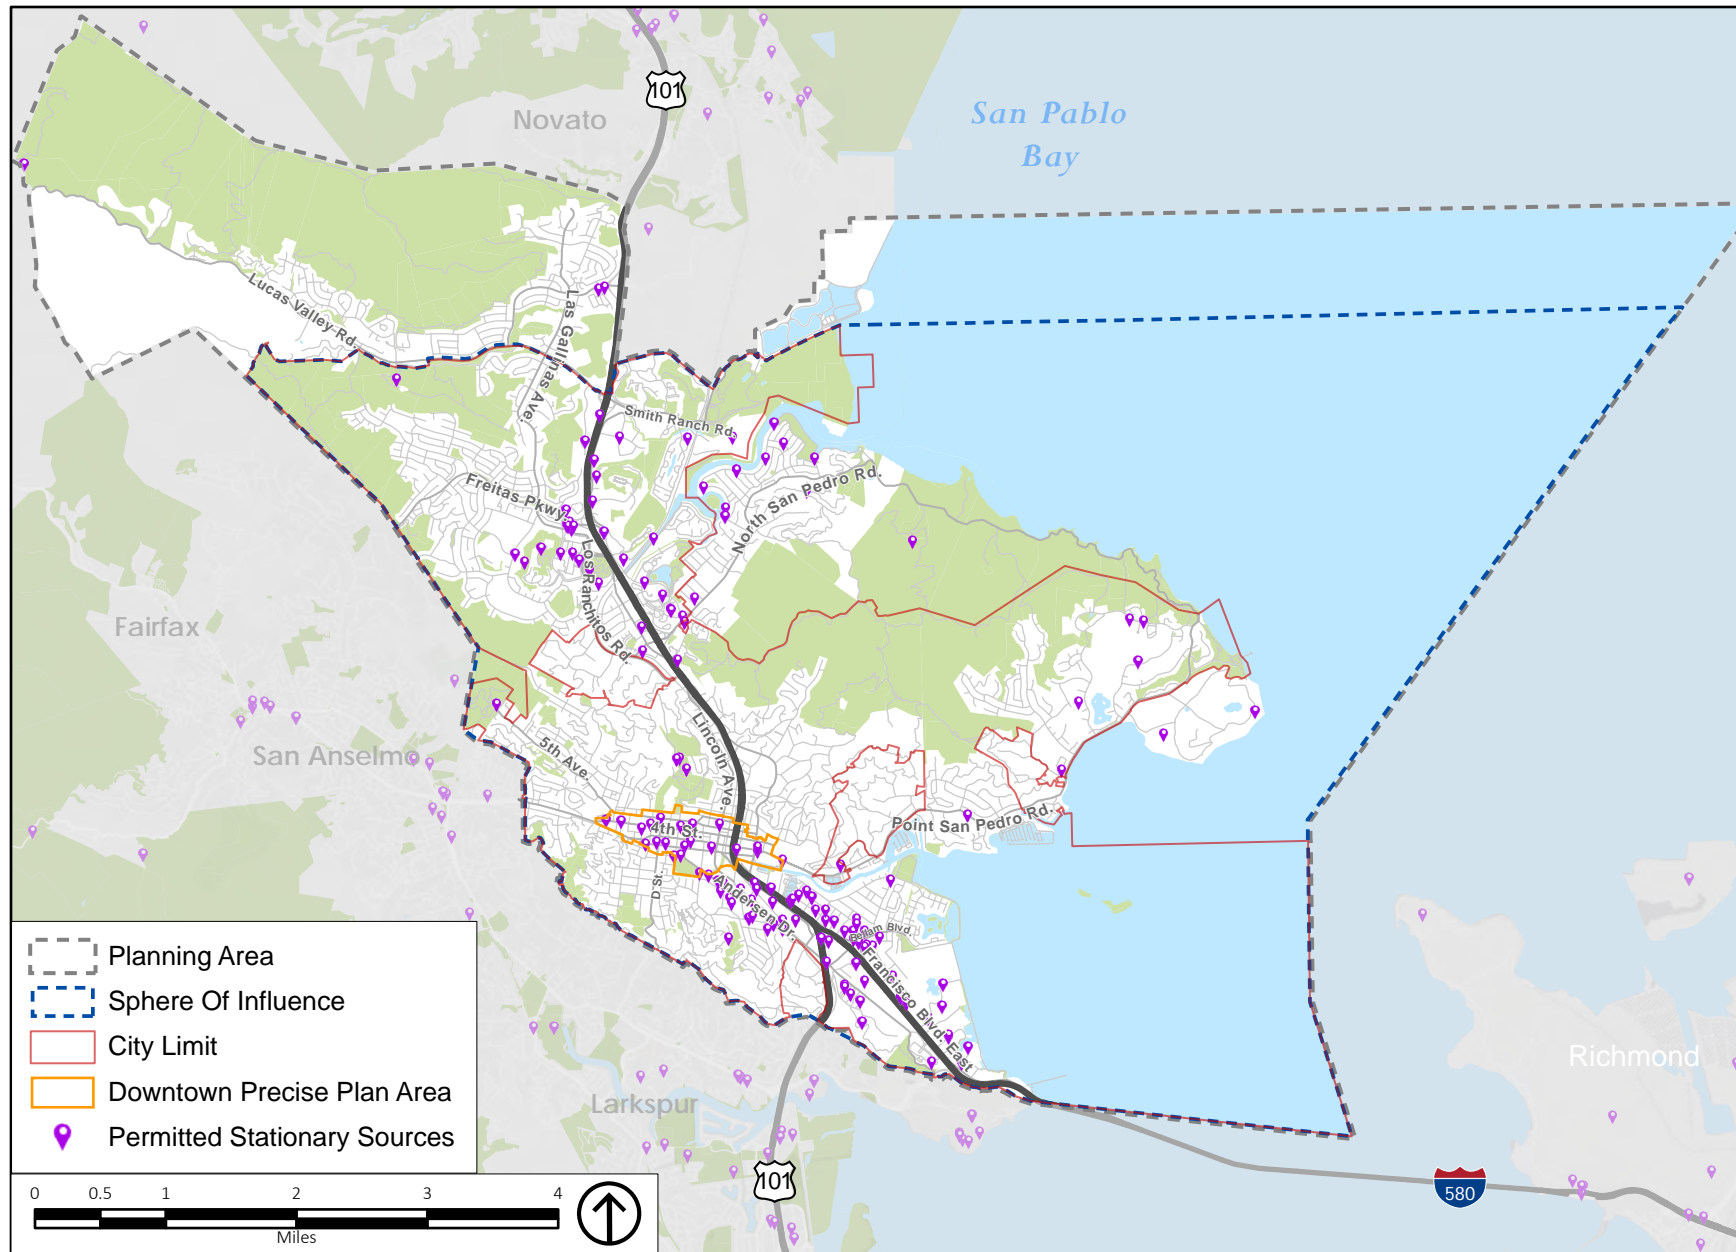 101
Novato
San Pablo
Bay
Lucas Valley Rd.
Las Gallinas Ave.
Smith Ranch Rd.
Freitas Pkwy.
North San Pedro Rd.
Los Ranchitos Rd.
Fairfax
San Anselmo
5th Ave.
Lincoln Ave.
4th St.
Point San Pedro Rd.
D St.
Andersen Dr.
Bellam Blvd.
Francisco Blvd. East
Richmond
Larkspur
101
580
Planning Area
Sphere Of Influence
City Limit
Downtown Precise Plan Area
Permitted Stationary Sources
0 0.5 1 2 3 4
Miles